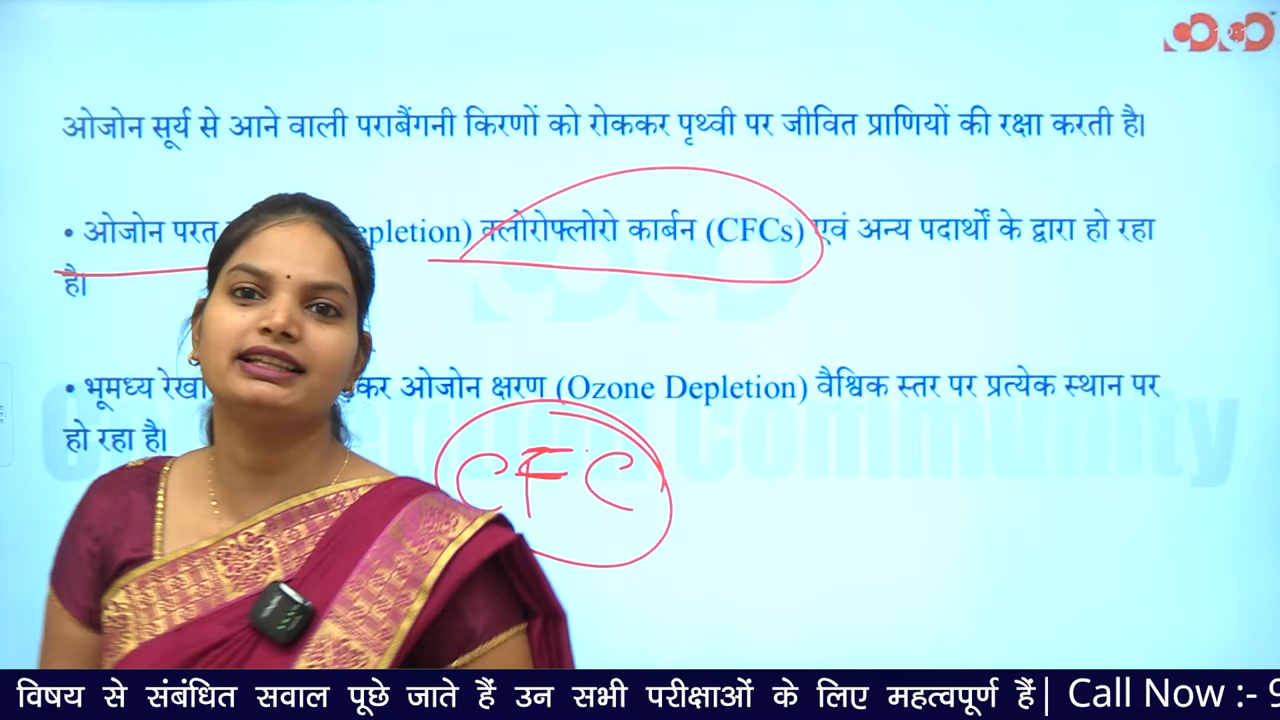 ओजोन सूर्य से आने वाली पराबैंगनी किरणों को रोककर पृथ्वी पर जीवित प्राणियों की रक्षा करती है।
• ओजोन परत epletion) क्लोरोफ्लोरो कार्बन (CFCs) एवं अन्य पदार्थों के द्वारा हो रहा
है।
• भूमध्य रेखा कर ओजोन क्षरण (Ozone Depletion) वैश्विक स्तर पर प्रत्येक स्थान पर
हो रहा है।
CFC
Community
विषय से संबंधित सवाल पूछे जाते हैं उन सभी परीक्षाओं के लिए महत्वपूर्ण हैं| Call Now :- 9